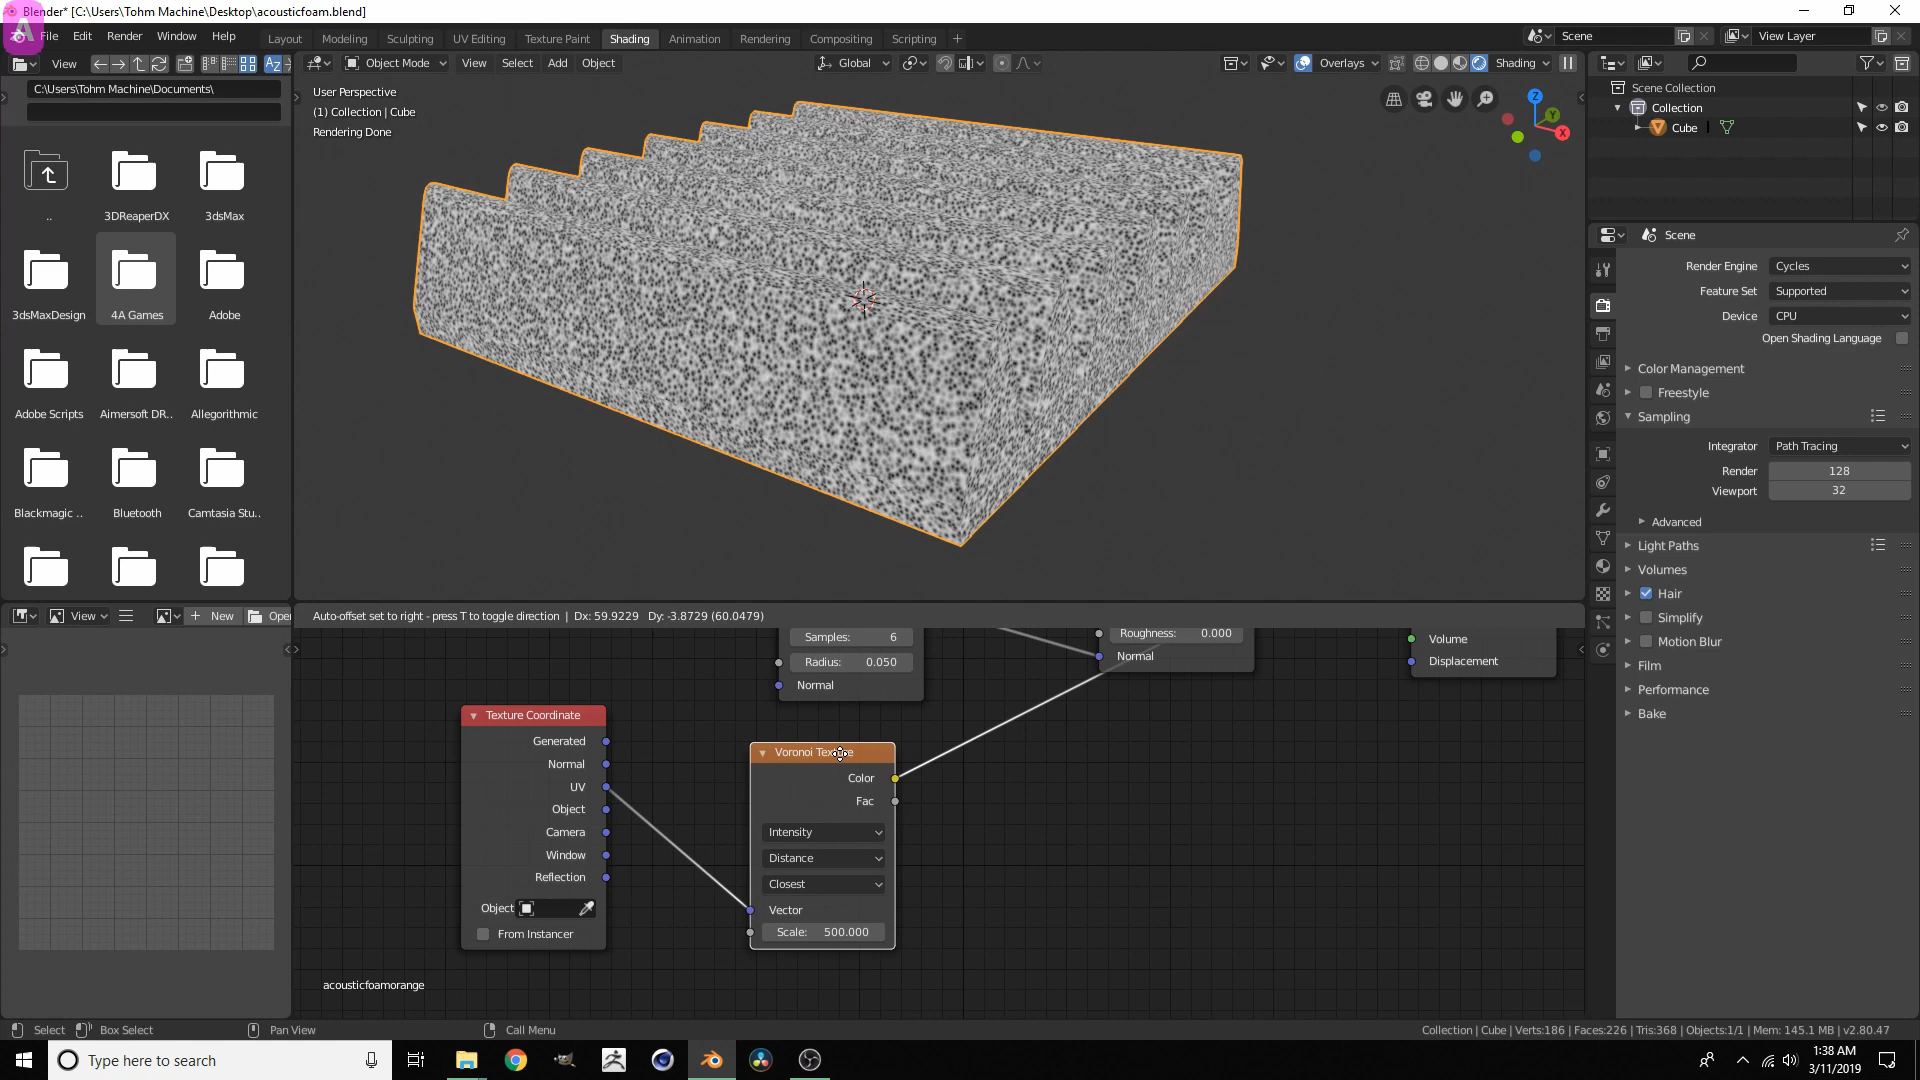 Blender* [C:\Users\Tohm Machine\Desktop\acousticfoam.blend]
File Edit Render Window Help
Layout Modeling Sculpting UV Editing Texture Paint Shading Animation Rendering Compositing Scripting +
Scene
View Layer
View
C:\Users\Tohm Machine\Documents\
Object Mode View Select Add Object
Global
Overlays
Shading
User Perspective
(1) Collection | Cube
Rendering Done
Z
Y
X
..
3DReaperDX
3dsMax
3dsMaxDesign
4A Games
Adobe
Adobe Scripts
Aimersoft DR..
Allegorithmic
Blackmagic ..
Bluetooth
Camtasia Stu..
Scene Collection
Collection
Cube
Scene
Render Engine Cycles
Feature Set Supported
Device CPU
Open Shading Language
Color Management
Freestyle
Sampling
Integrator Path Tracing
Render 128
Viewport 32
Advanced
Light Paths
Volumes
Hair
Simplify
Motion Blur
Film
Performance
Bake
View
New
Open
Auto-offset set to right - press T to toggle direction | Dx: 59.9229 Dy: -3.8729 (60.0479)
Samples: 6
Radius: 0.050
Normal
Roughness: 0.000
Normal
Volume
Displacement
Texture Coordinate
Generated
Normal
UV
Object
Camera
Window
Reflection
Object
From Instancer
Voronoi Texture
Color
Fac
Intensity
Distance
Closest
Vector
Scale: 500.000
acousticfoamorange
Select Box Select Pan View Call Menu
Collection | Cube | Verts:186 | Faces:226 | Tris:368 | Objects:1/1 | Mem: 145.1 MB | v2.80.47
Type here to search
1:38 AM
3/11/2019